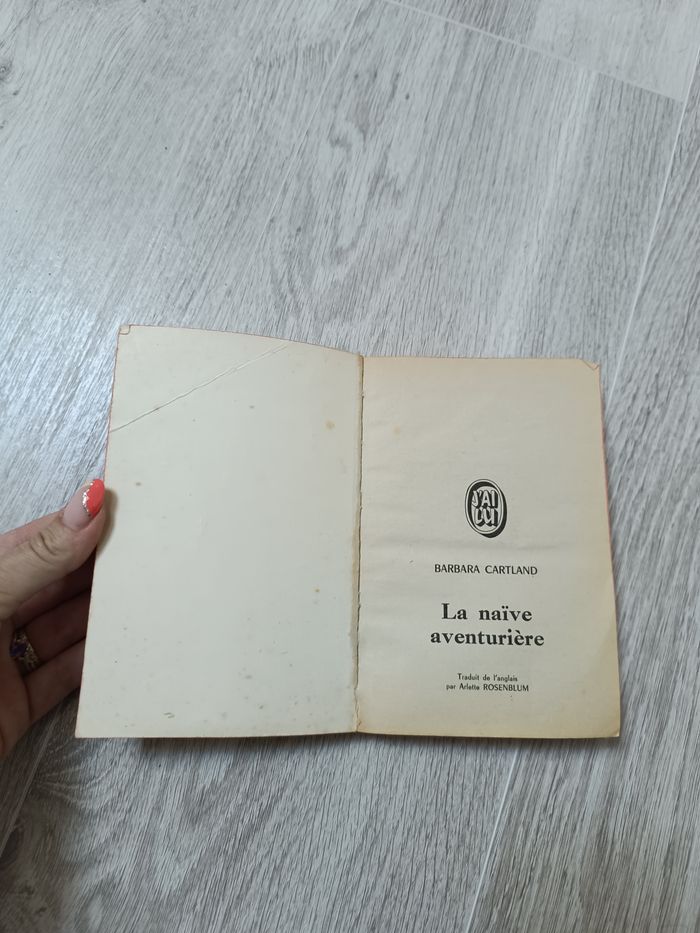 J'AI
LU
BARBARA CARTLAND
La naïve
aventurière
Traduit de l'anglais
par Arlette ROSENBLUM